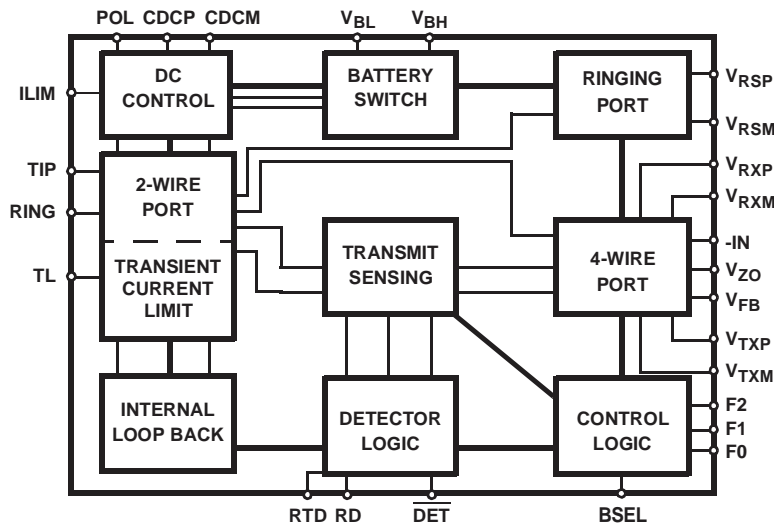 POL CDCP CDCM VBL VBH
DC CONTROL
BATTERY SWITCH
RINGING PORT
ILIM
VRSP
VRSM
TIP
RING
TL
2-WIRE PORT
TRANSIENT CURRENT LIMIT
TRANSMIT SENSING
4-WIRE PORT
VRXP
VRXM
-IN
VZO
VFB
VTXP
VTXM
INTERNAL LOOP BACK
DETECTOR LOGIC
CONTROL LOGIC
F2
F1
F0
RTD RD DET BSEL